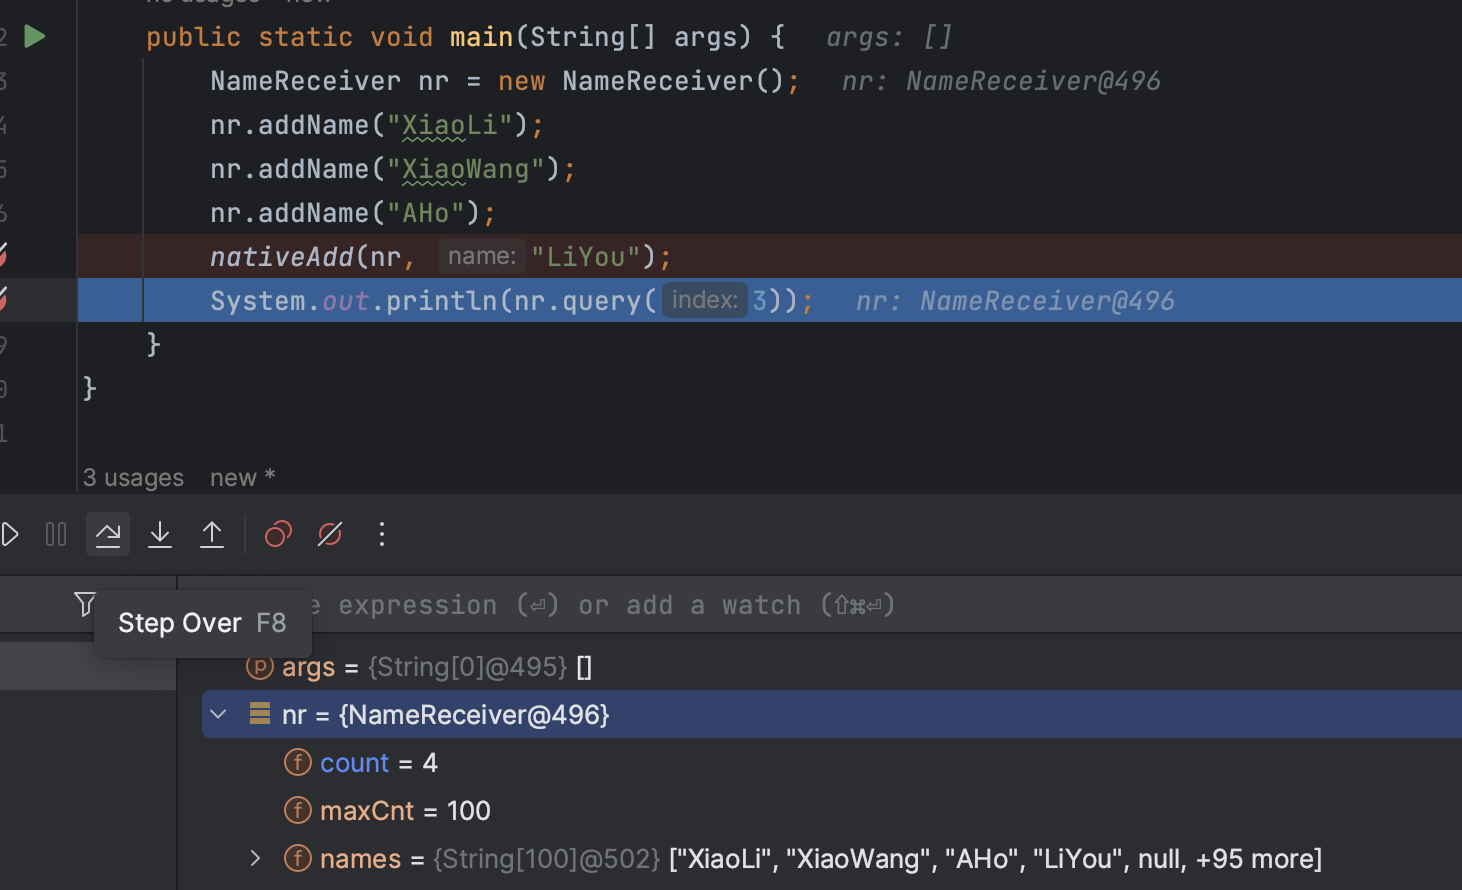 no usages new *
2 public static void main(String[] args) { args: []
3 NameReceiver nr = new NameReceiver(); nr: NameReceiver@496
4 nr.addName("XiaoLi");
5 nr.addName("XiaoWang");
6 nr.addName("AHo");
nativeAdd(nr, name: "LiYou");
System.out.println(nr.query( index: 3)); nr: NameReceiver@496
9 }
0 }
1
3 usages new *
e expression (⏎) or add a watch (⇧⌘⏎)
Step Over F8
args = {String[0]@495} []
nr = {NameReceiver@496}
count = 4
maxCnt = 100
names = {String[100]@502} ["XiaoLi", "XiaoWang", "AHo", "LiYou", null, +95 more]